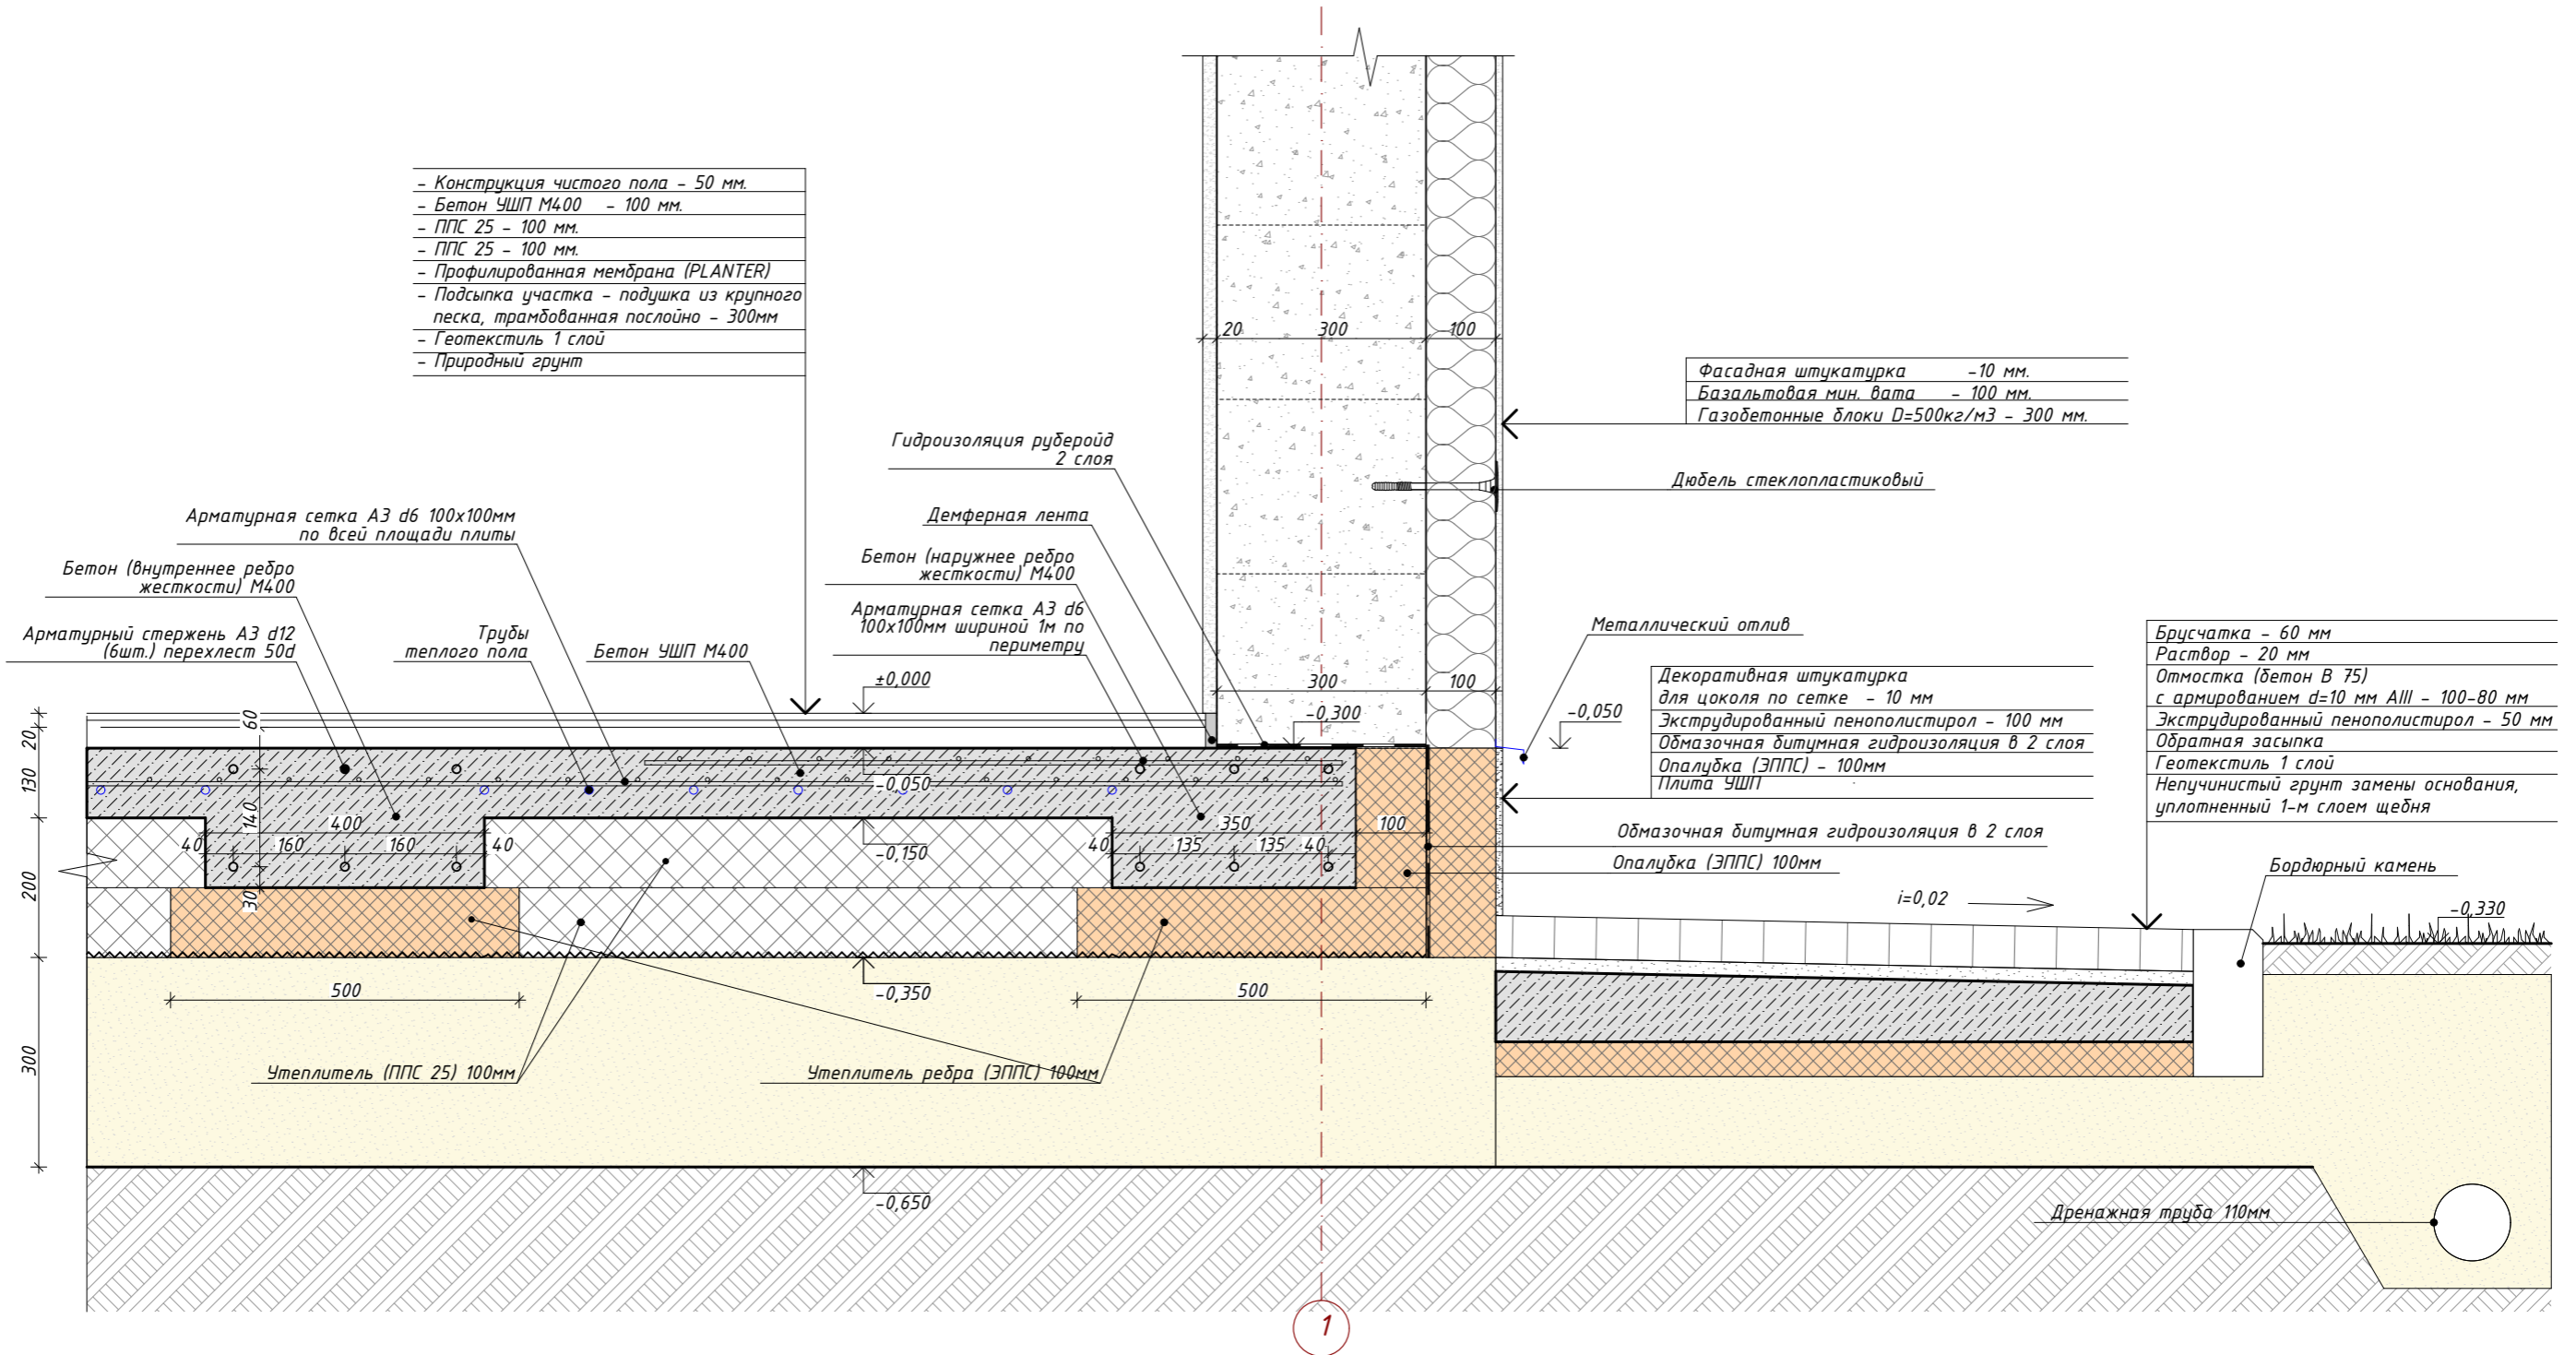 - Конструкция чистого пола - 50 мм.
- Бетон УШП М400 - 100 мм.
- ППС 25 - 100 мм.
- ППС 25 - 100 мм.
- Профилированная мембрана (PLANTER)
- Подсыпка участка - подушка из крупного
песка, трамбованная послойно - 300мм
- Геотекстиль 1 слой
- Природный грунт
20 300 100
Фасадная штукатурка -10 мм.
Базальтовая мин. вата - 100 мм.
Газобетонные блоки D=500кг/м3 - 300 мм.
Гидроизоляция рубероид
2 слоя
Дюбель стеклопластиковый
Арматурная сетка А3 d6 100х100мм
по всей площади плиты
Демферная лента
Бетон (внутреннее ребро
жесткости) М400
Бетон (наружнее ребро
жесткости) М400
Арматурный стержень А3 d12
(6шт.) перехлест 50d
Трубы
теплого пола
Бетон УШП М400
Арматурная сетка А3 d6
100х100мм шириной 1м по
периметру
Металлический отлив
Брусчатка - 60 мм
Раствор - 20 мм
Отмостка (бетон В 75)
с армированием d=10 мм АIII - 100-80 мм
Экструдированный пенополистирол - 50 мм
Обратная засыпка
Геотекстиль 1 слой
Непучинистый грунт замены основания,
уплотненный 1-м слоем щебня
Декоративная штукатурка
для цоколя по сетке - 10 мм
Экструдированный пенополистирол - 100 мм
Обмазочная битумная гидроизоляция в 2 слоя
Опалубка (ЭППС) - 100мм
Плита УШП
±0,000
300 100
-0,300
-0,050
20
60
130
-0,050
140
400
350
100
Обмазочная битумная гидроизоляция в 2 слоя
40 160 160 40
-0,150
40 135 135 40
Опалубка (ЭППС) 100мм
Бордюрный камень
200
30
i=0,02
-0,330
500
-0,350
500
300
Утеплитель (ППС 25) 100мм
Утеплитель ребра (ЭППС) 100мм
-0,650
Дренажная труба 110мм
1